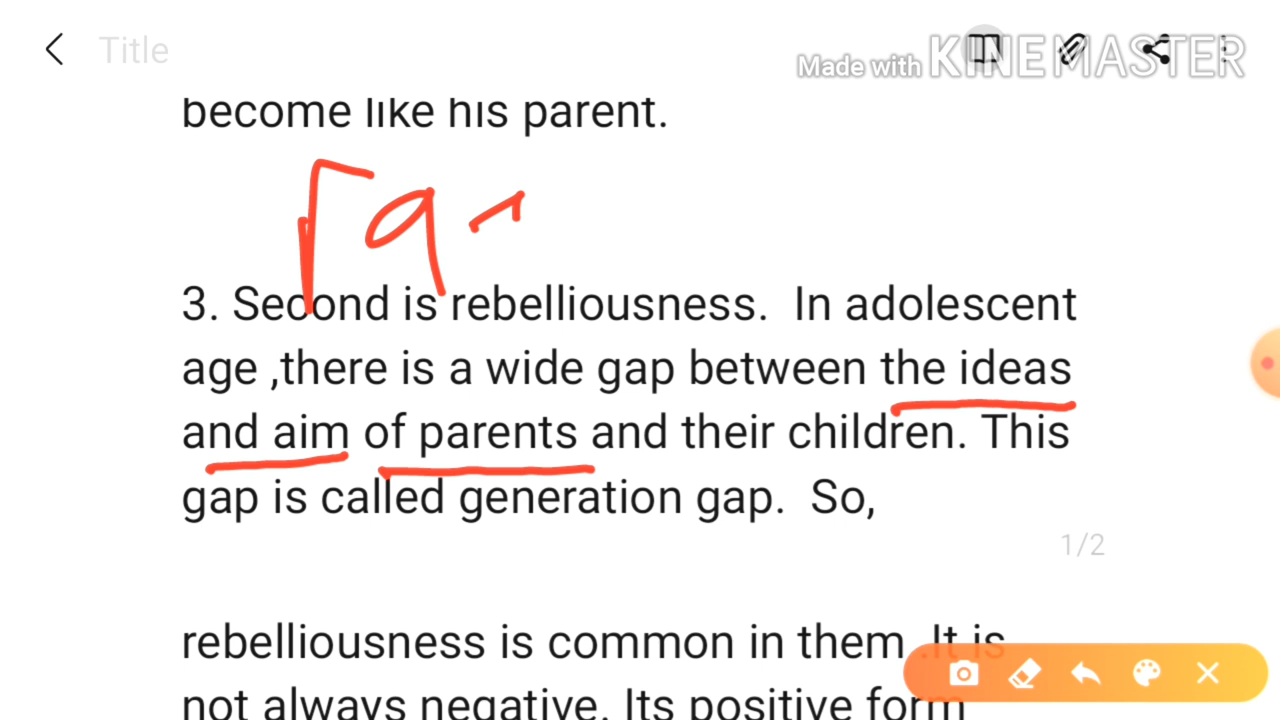 Title
Made with KINEMASTER
become like his parent.
3. Second is rebelliousness. In adolescent
age ,there is a wide gap between the ideas
and aim of parents and their children. This
gap is called generation gap. So,
1/2
rebelliousness is common in them .It is
not always negative. Its positive form